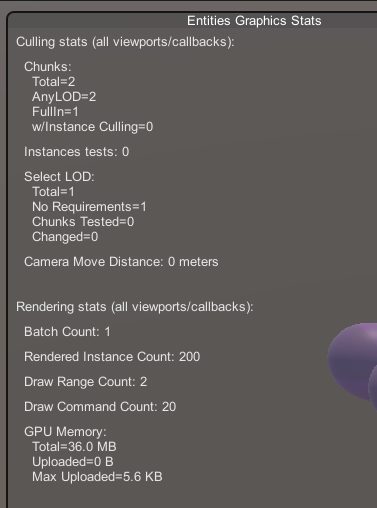 Entities Graphics Stats
Culling stats (all viewports/callbacks):
Chunks:
Total=2
AnyLOD=2
FullIn=1
w/Instance Culling=0
Instances tests: 0
Select LOD:
Total=1
No Requirements=1
Chunks Tested=0
Changed=0
Camera Move Distance: 0 meters
Rendering stats (all viewports/callbacks):
Batch Count: 1
Rendered Instance Count: 200
Draw Range Count: 2
Draw Command Count: 20
GPU Memory:
Total=36.0 MB
Uploaded=0 B
Max Uploaded=5.6 KB